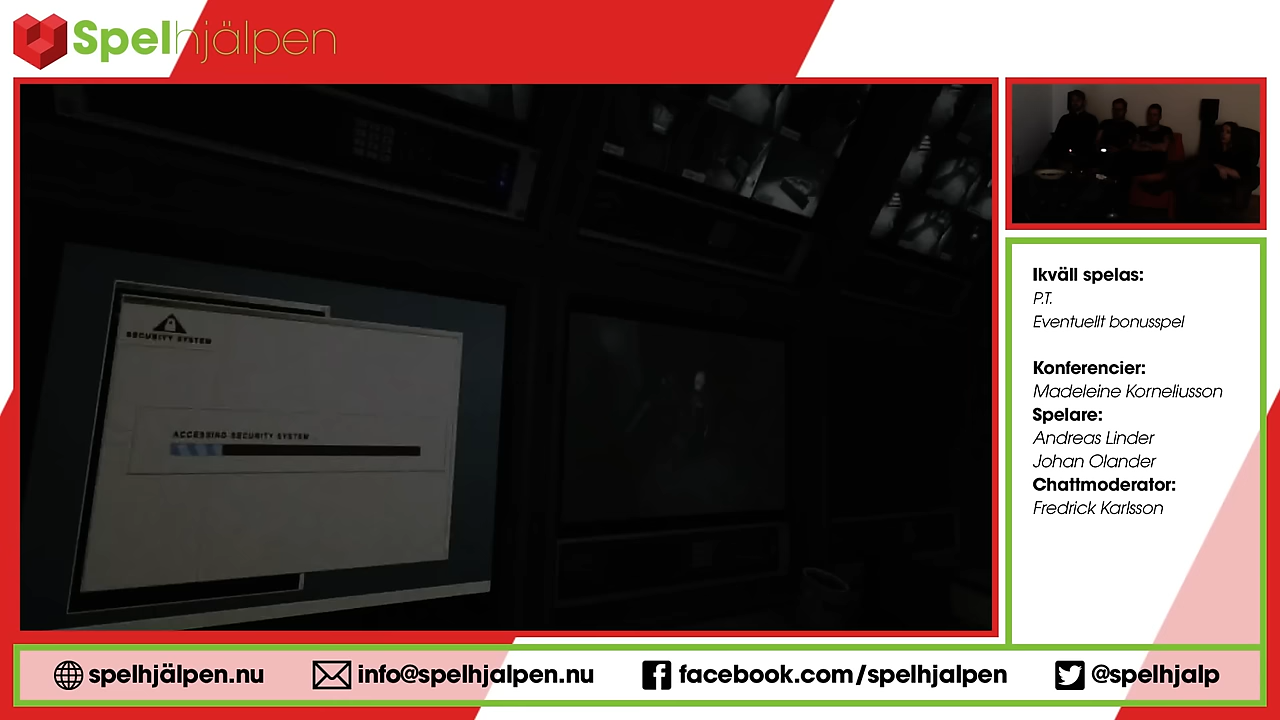 Spelhjälpen
SECURITY SYSTEM
ACCESSING SECURITY SYSTEM
Ikväll spelas:
P.T.
Eventuellt bonusspel
Konferencier:
Madeleine Korneliusson
Spelare:
Andreas Linder
Johan Olander
Chattmoderator:
Fredrick Karlsson
spelhjälpen.nu
info@spelhjalpen.nu
facebook.com/spelhjalpen
@spelhjalp